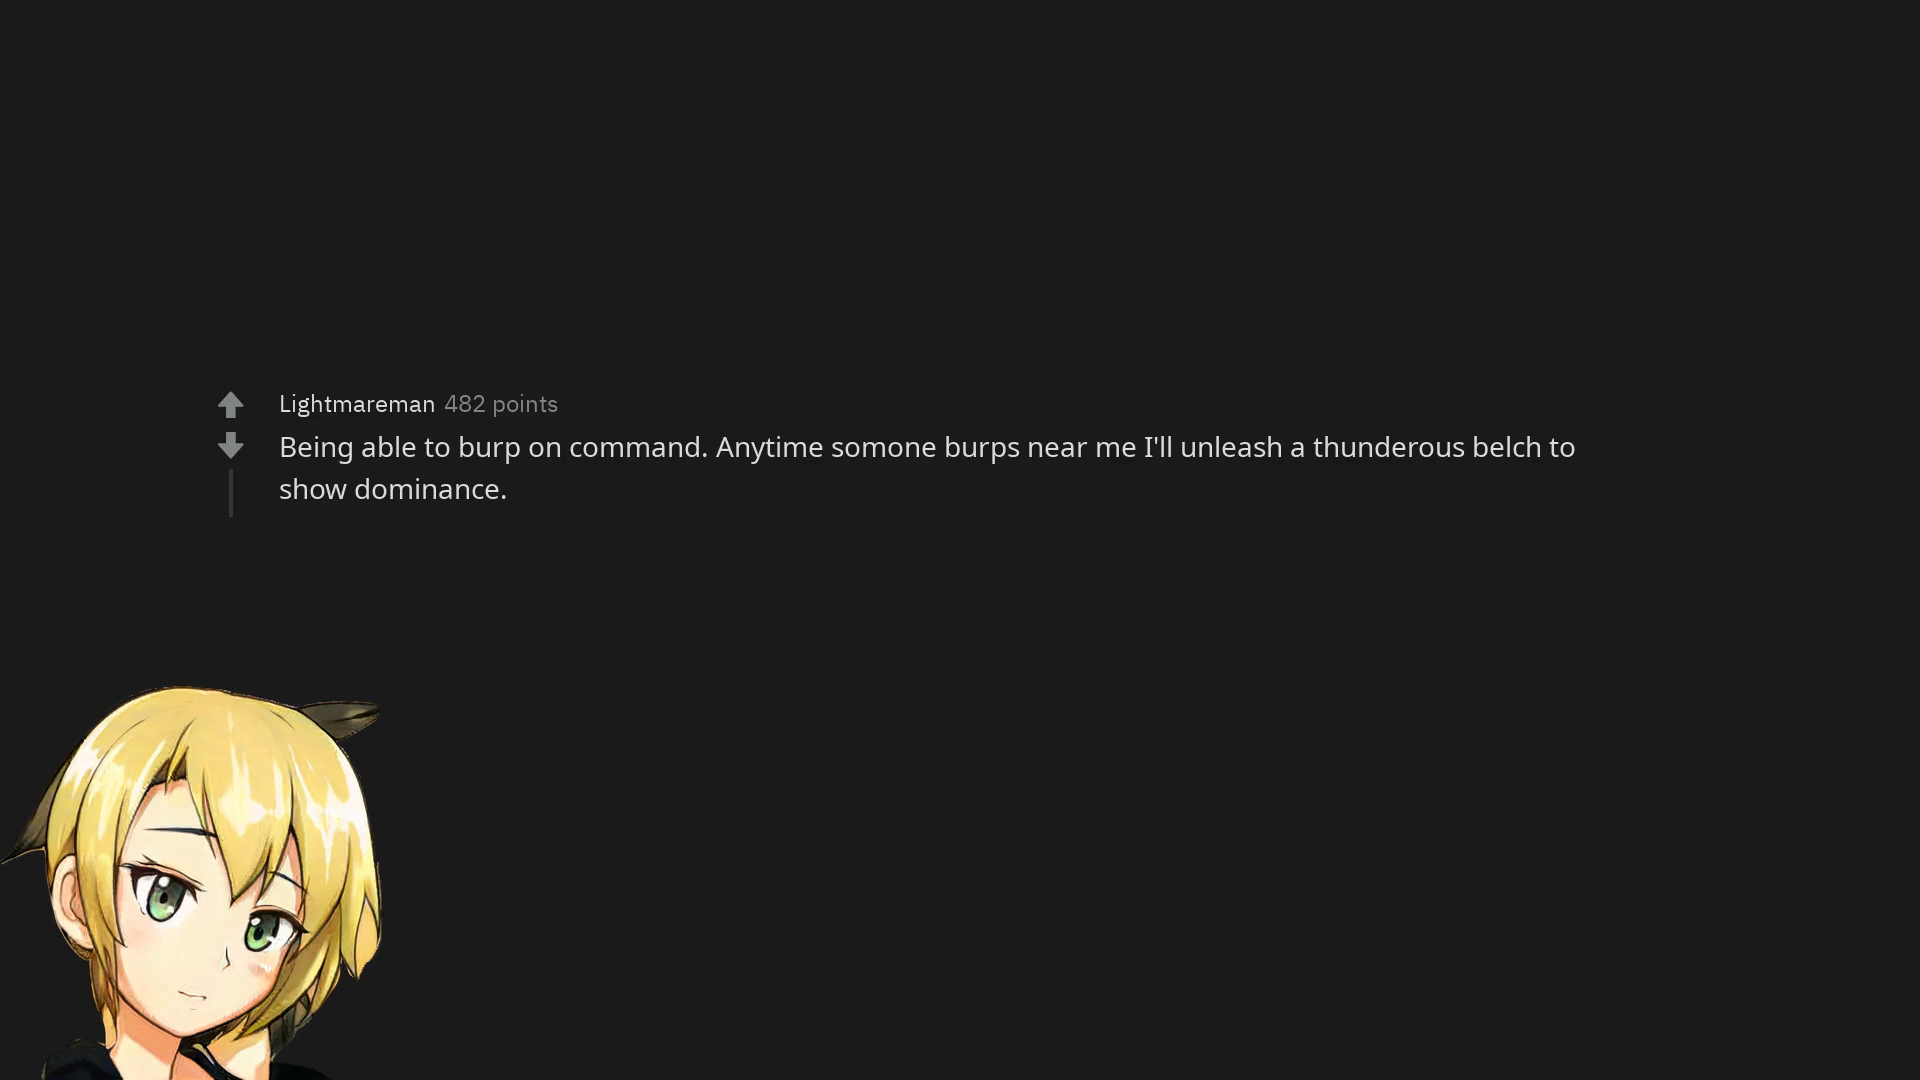 Lightmareman 482 points
Being able to burp on command. Anytime somone burps near me I'll unleash a thunderous belch to
show dominance.